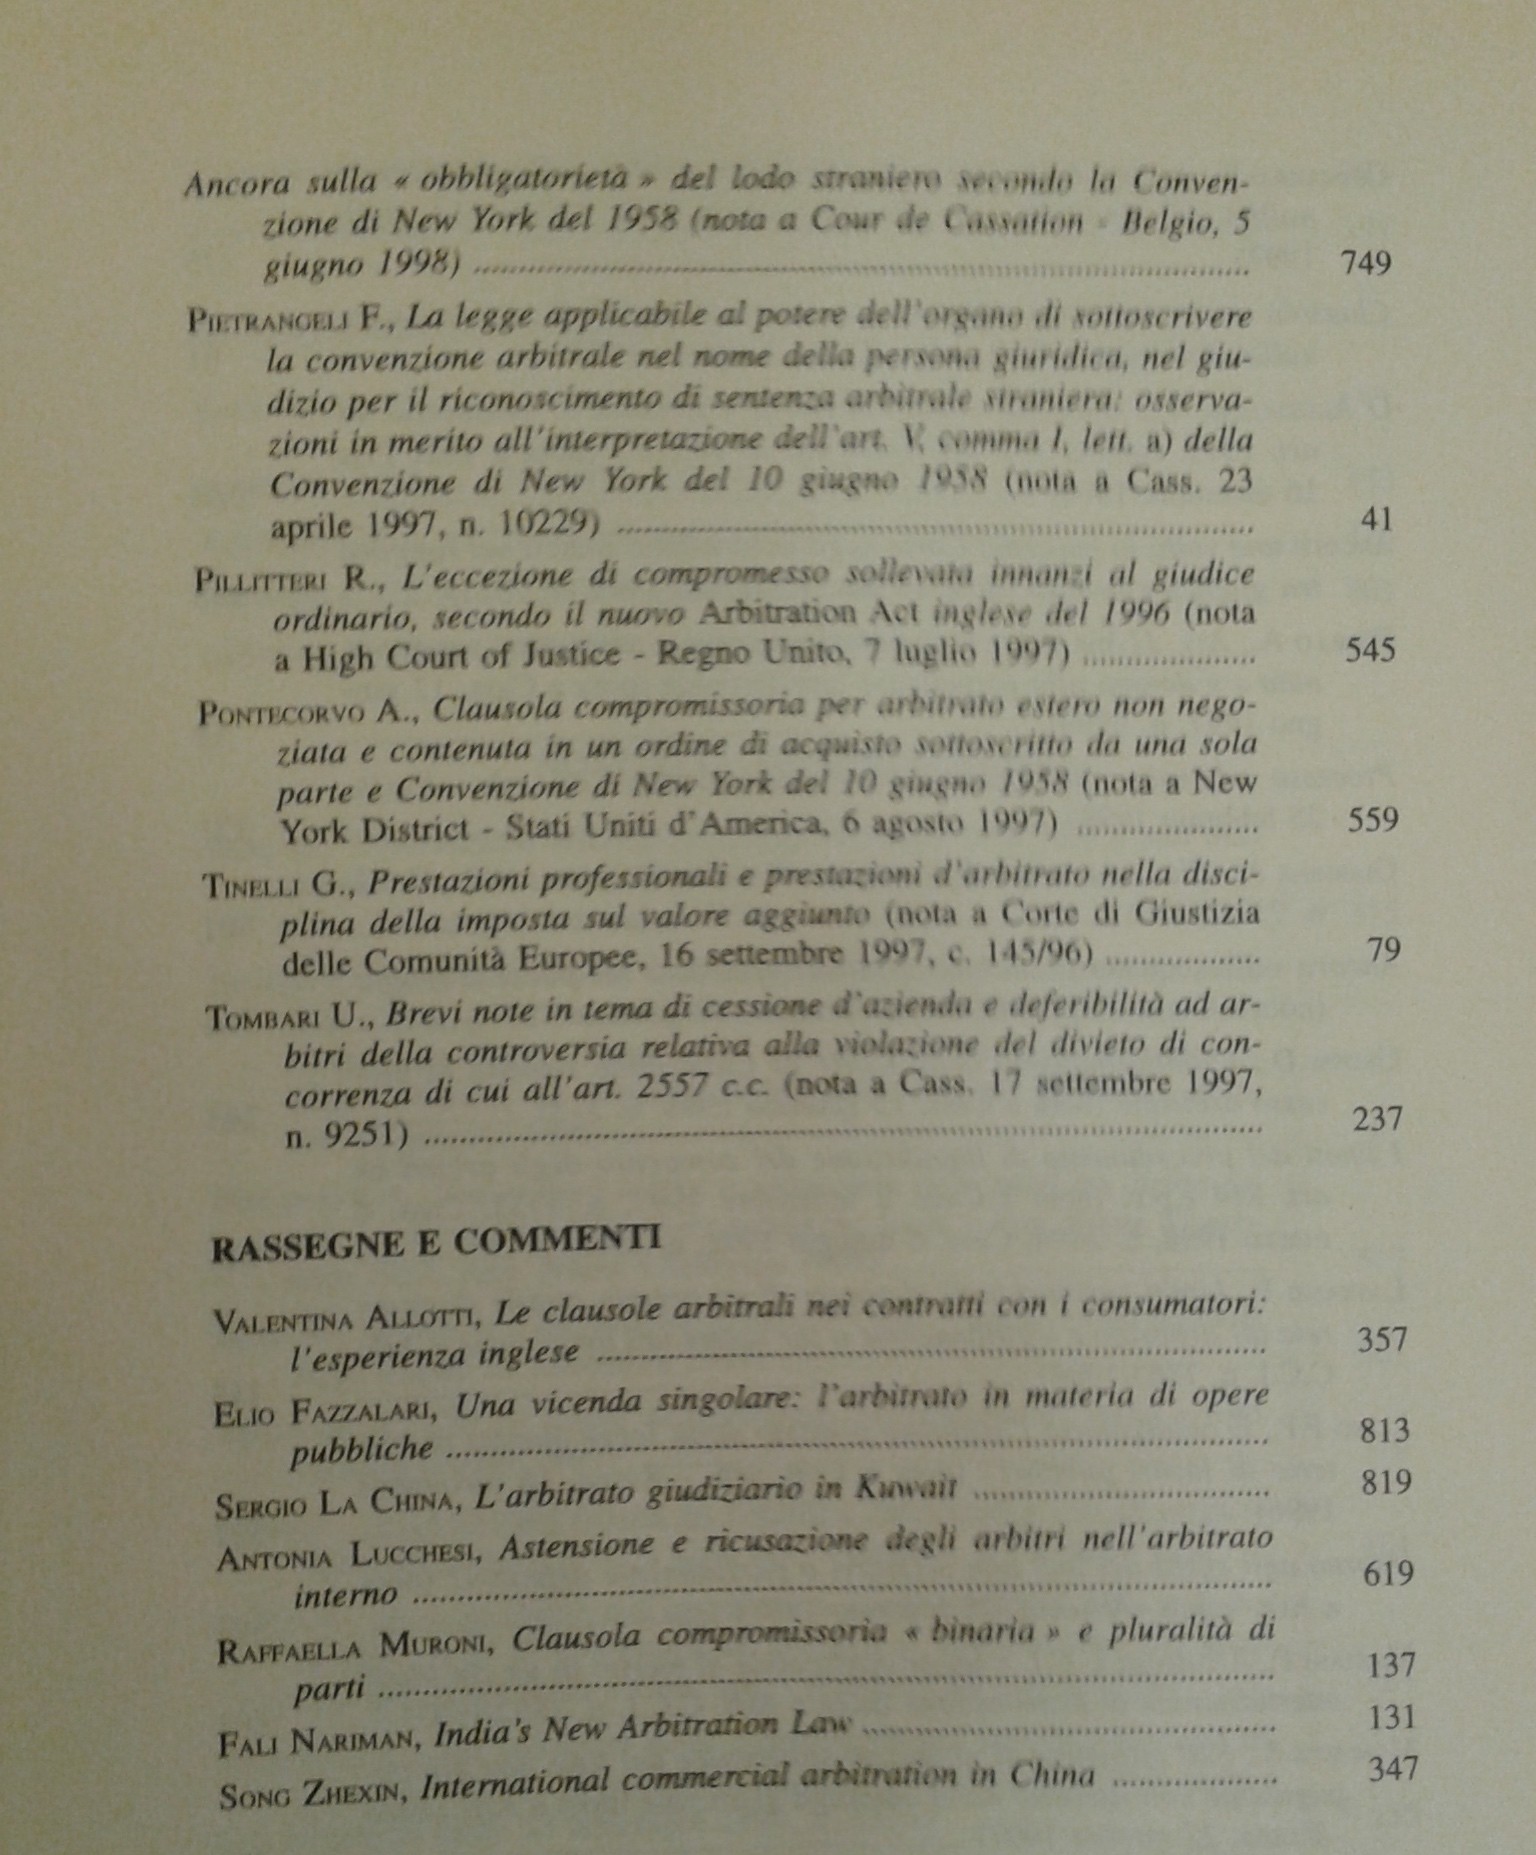 Ancora sulla « obbligatorietà » del lodo straniero secondo la Conven-
zione di New York del 1958 (nota a Cour de Cassation - Belgio, 5
giugno 1998) ........................................................ 749
PIETRANGELI F., La legge applicabile al potere dell'organo di sottoscrivere
la convenzione arbitrale nel nome della persona giuridica, nel giu-
dizio per il riconoscimento di sentenza arbitrale straniera: osserva-
zioni in merito all'interpretazione dell'art. V, comma I, lett. a) della
Convenzione di New York del 10 giugno 1958 (nota a Cass. 23
aprile 1997, n. 10229) ........................................................ 41
PILLITTERI R., L'eccezione di compromesso sollevata innanzi al giudice
ordinario, secondo il nuovo Arbitration Act inglese del 1996 (nota
a High Court of Justice - Regno Unito, 7 luglio 1997) .................... 545
PONTECORVO A., Clausola compromissoria per arbitrato estero non nego-
ziata e contenuta in un ordine di acquisto sottoscritto da una sola
parte e Convenzione di New York del 10 giugno 1958 (nota a New
York District - Stati Uniti d'America, 6 agosto 1997) .................... 559
TINELLI G., Prestazioni professionali e prestazioni d'arbitrato nella disci-
plina della imposta sul valore aggiunto (nota a Corte di Giustizia
delle Comunità Europee, 16 settembre 1997, c. 145/96) .................. 79
TOMBARI U., Brevi note in tema di cessione d'azienda e deferibilità ad ar-
bitri della controversia relativa alla violazione del divieto di con-
correnza di cui all'art. 2557 c.c. (nota a Cass. 17 settembre 1997,
n. 9251) ........................................................ 237
RASSEGNE E COMMENTI
VALENTINA ALLOTTI, Le clausole arbitrali nei contratti con i consumatori:
l'esperienza inglese ........................................................ 357
ELIO FAZZALARI, Una vicenda singolare: l'arbitrato in materia di opere
pubbliche ........................................................ 813
SERGIO LA CHINA, L'arbitrato giudiziario in Kuwait ................................ 819
ANTONIA LUCCHESI, Astensione e ricusazione degli arbitri nell'arbitrato
interno ........................................................ 619
RAFFAELLA MURONI, Clausola compromissoria « binaria » e pluralità di
parti ........................................................ 137
FALI NARIMAN, India's New Arbitration Law ............................................ 131
SONG ZHEXIN, International commercial arbitration in China .................. 347